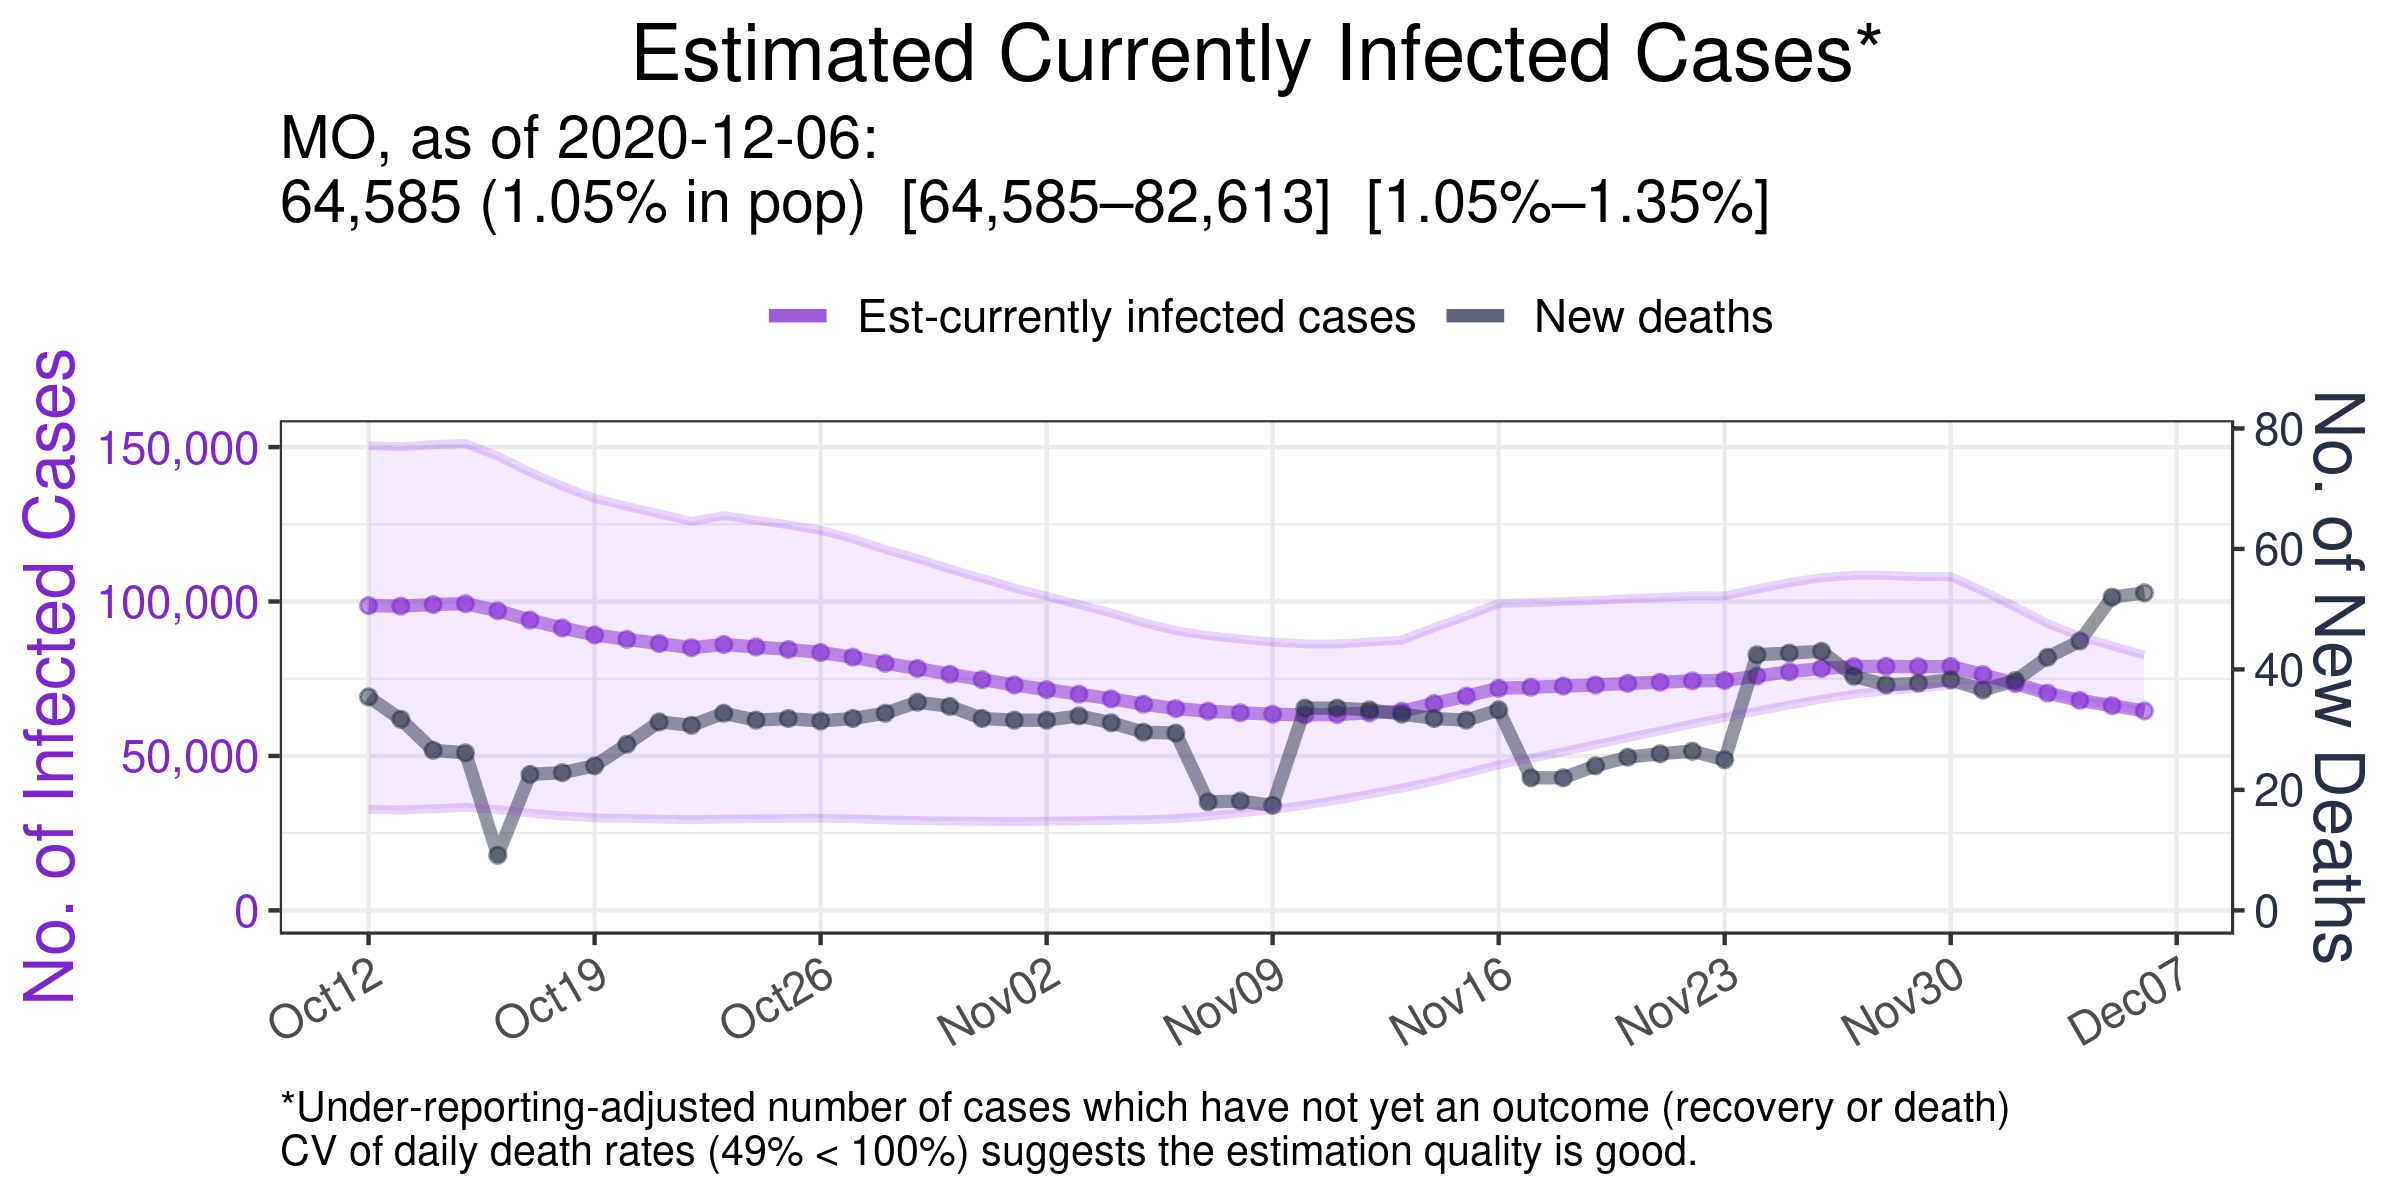 Estimated Currently Infected Cases*
MO, as of 2020-12-06:
64,585 (1.05% in pop)  [64,585–82,613]  [1.05%–1.35%]
Est-currently infected cases
New deaths
No. of Infected Cases
150,000
100,000
50,000
0
80
60
40
20
0
No. of New Deaths
Oct12
Oct19
Oct26
Nov02
Nov09
Nov16
Nov23
Nov30
Dec07
*Under-reporting-adjusted number of cases which have not yet an outcome (recovery or death)
CV of daily death rates (49% < 100%) suggests the estimation quality is good.